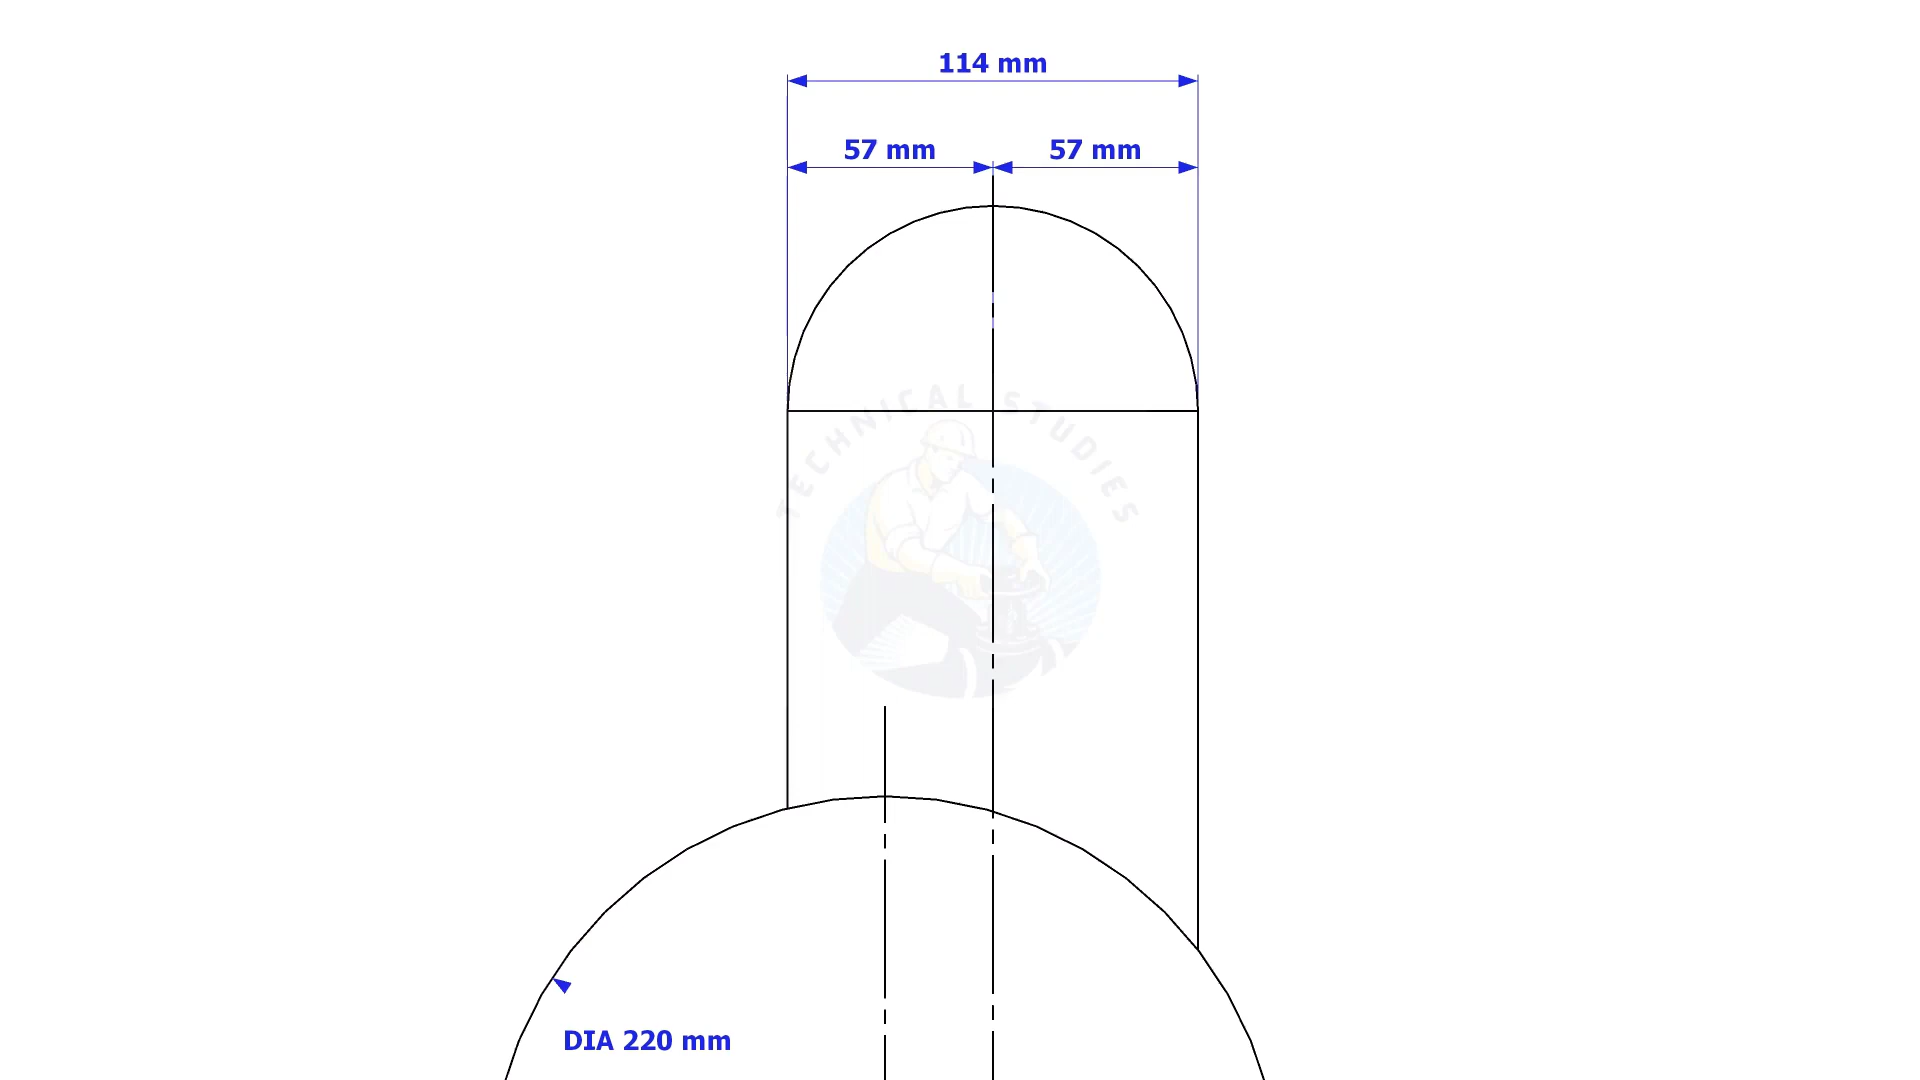 114 mm
57 mm 57 mm
TECHNICAL STUDIES
DIA 220 mm